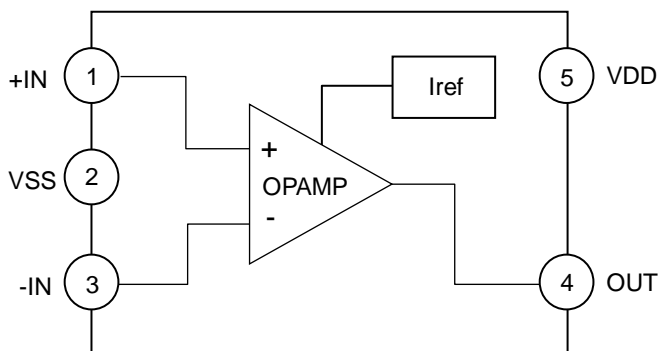 +IN
1
Iref
5
VDD
+
VSS
2
OPAMP
-
-IN
3
4
OUT